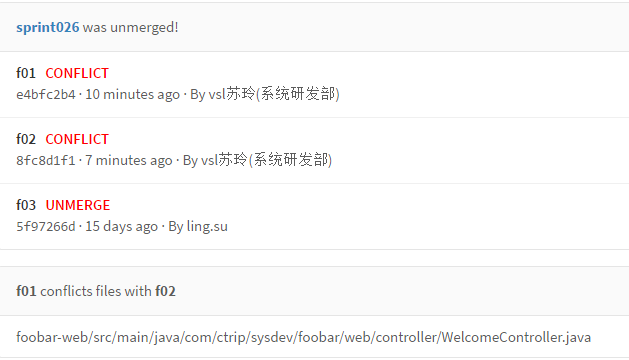 sprint026 was unmerged!
f01 CONFLICT
e4bfc2b4 · 10 minutes ago · By vsl苏玲(系统研发部)
f02 CONFLICT
8fc8d1f1 · 7 minutes ago · By vsl苏玲(系统研发部)
f03 UNMERGE
5f97266d · 15 days ago · By ling.su
f01 conflicts files with f02
foobar-web/src/main/java/com/ctrip/sysdev/foobar/web/controller/WelcomeController.java